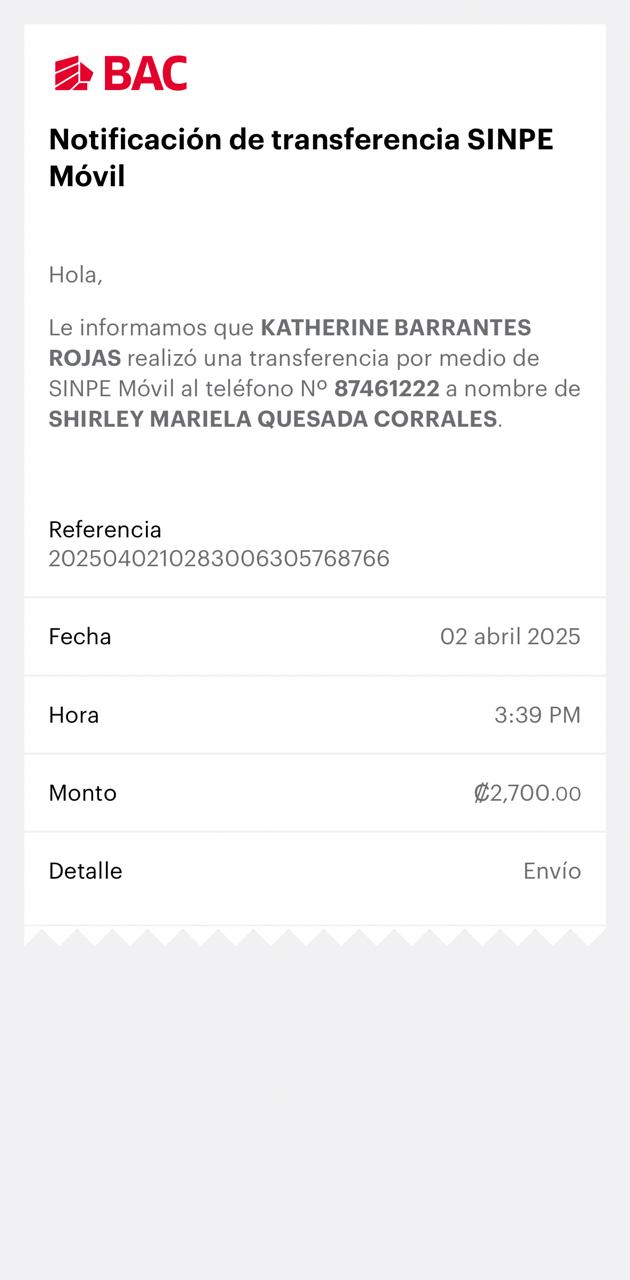 BAC
Notificación de transferencia SINPE
Móvil
Hola,
Le informamos que KATHERINE BARRANTES
ROJAS realizó una transferencia por medio de
SINPE Móvil al teléfono Nº 87461222 a nombre de
SHIRLEY MARIELA QUESADA CORRALES.
Referencia
2025040210283006305768766
Fecha 02 abril 2025
Hora 3:39 PM
Monto ₡2,700.00
Detalle Envío